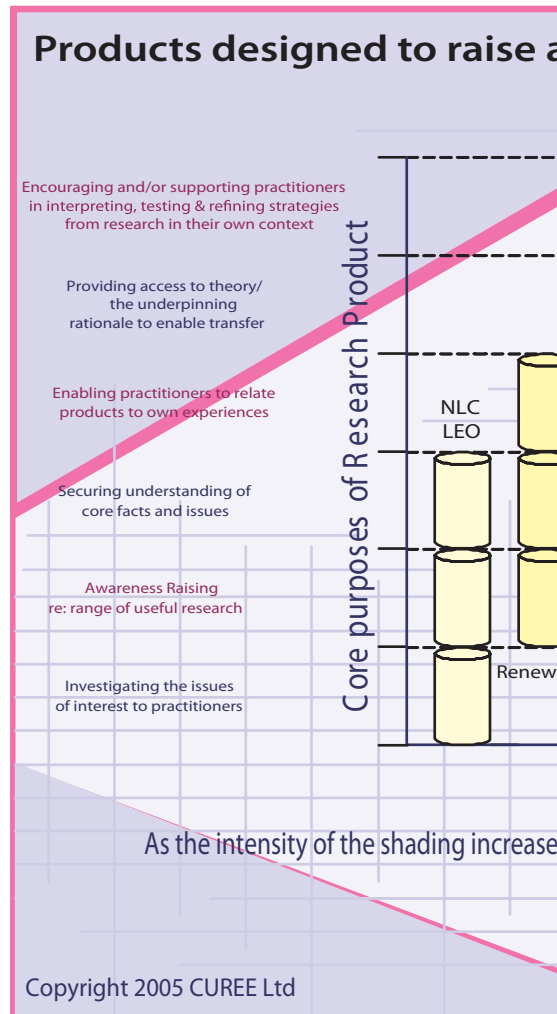 Products designed to raise a
Encouraging and/or supporting practitioners
in interpreting, testing & refining strategies
from research in their own context
Providing access to theory/
the underpinning
rationale to enable transfer
Enabling practitioners to relate
products to own experiences
Securing understanding of
core facts and issues
Awareness Raising
re: range of useful research
Investigating the issues
of interest to practitioners
Core purposes of Research Product
NLC
LEO
Renew
As the intensity of the shading increase
Copyright 2005 CUREE Ltd